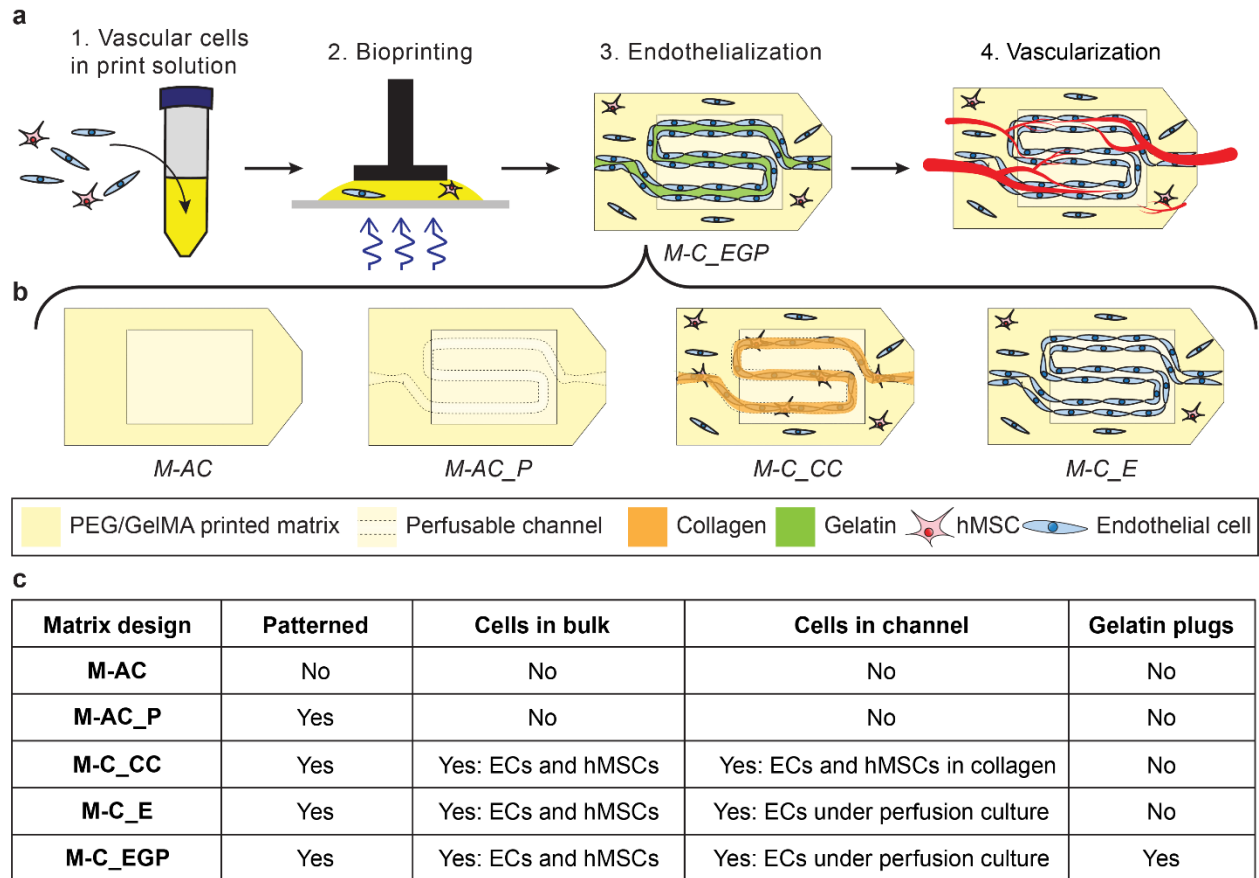 a
1. Vascular cells
in print solution
2. Bioprinting
3. Endothelialization
4. Vascularization
M-C_EGP
b
M-AC
M-AC_P
M-C_CC
M-C_E
PEG/GelMA printed matrix
Perfusable channel
Collagen
Gelatin
hMSC
Endothelial cell
c
Matrix design Patterned Cells in bulk Cells in channel Gelatin plugs
M-AC No No No No
M-AC_P Yes No No No
M-C_CC Yes Yes: ECs and hMSCs Yes: ECs and hMSCs in collagen No
M-C_E Yes Yes: ECs and hMSCs Yes: ECs under perfusion culture No
M-C_EGP Yes Yes: ECs and hMSCs Yes: ECs under perfusion culture Yes